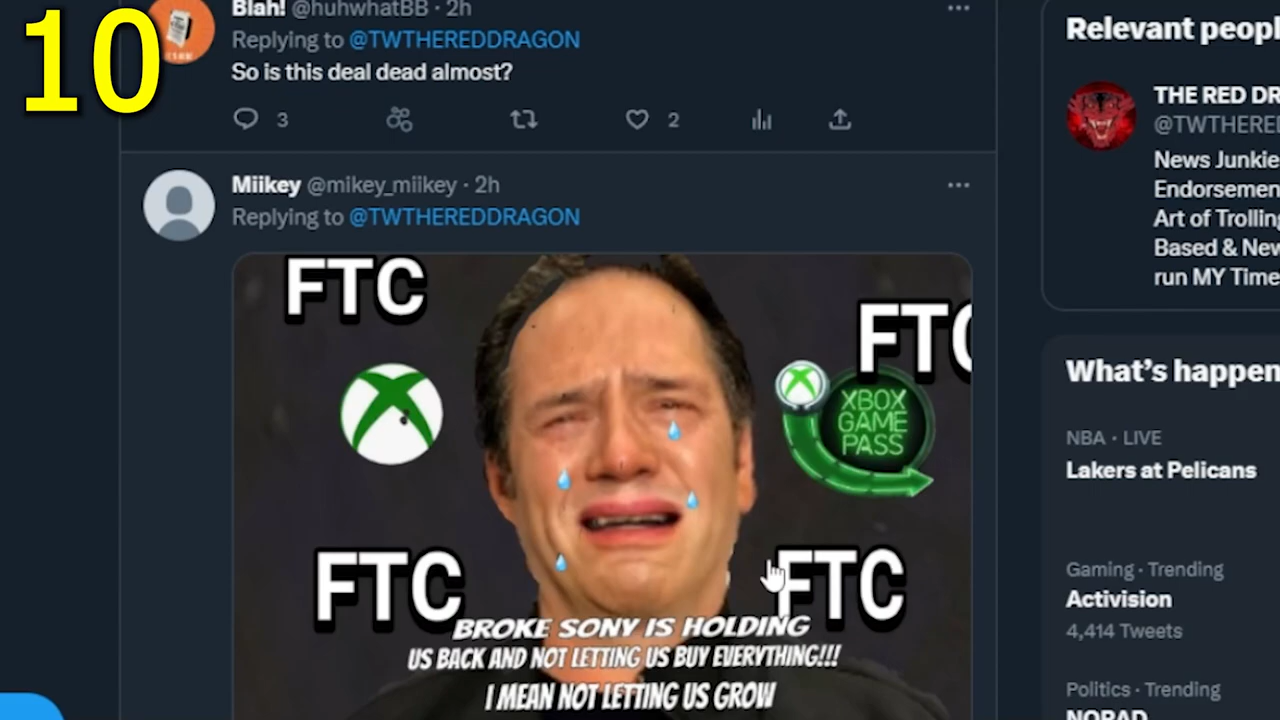 10
Blah! @huhwhatBB · 2h
Replying to @TWTHEREDDRAGON
So is this deal dead almost?
3
2
Miikey @mikey_miikey · 2h
Replying to @TWTHEREDDRAGON
FTC
FTC
XBOX
GAME
PASS
FTC
FTC
BROKE SONY IS HOLDING
US BACK AND NOT LETTING US BUY EVERYTHING!!!
I MEAN NOT LETTING US GROW
Relevant peopl
THE RED DR
@TWTHERED
News Junkie
Endorsemen
Art of Trolling
Based & New
run MY Time
What's happen
NBA · LIVE
Lakers at Pelicans
Gaming · Trending
Activision
4,414 Tweets
Politics · Trending
NORAD